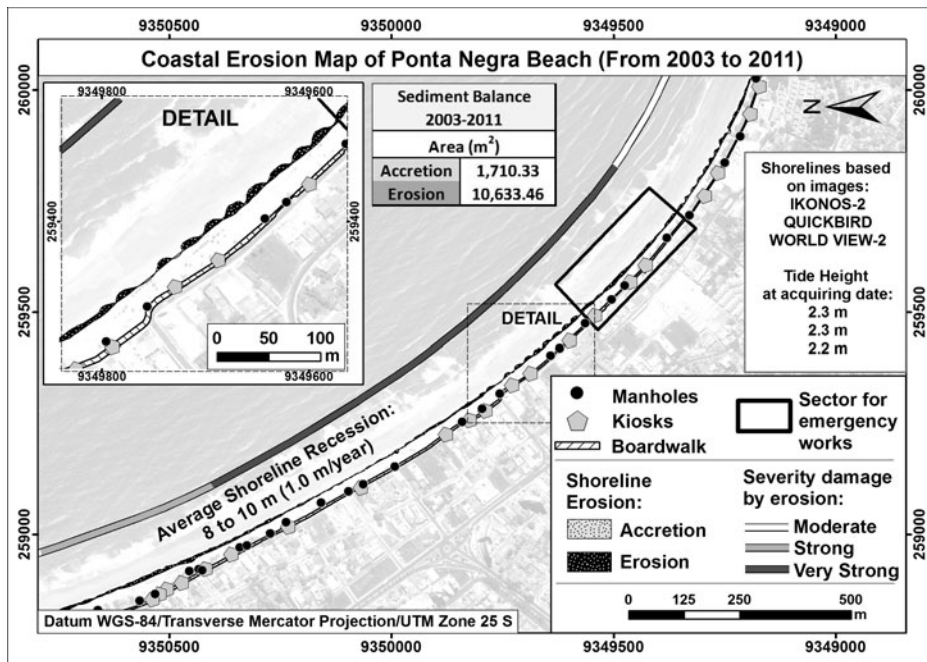 9350500 9350000 9349500 9349000
Coastal Erosion Map of Ponta Negra Beach (From 2003 to 2011)
260000
259500
259000
260000
259500
259000
9349800 9349600
DETAIL
259400
259400
0 50 100
m
9349800 9349600
Sediment Balance
2003-2011
Area (m²)
Accretion 1,710.33
Erosion 10,633.46
N
Shorelines based
on images:
IKONOS-2
QUICKBIRD
WORLD VIEW-2
Tide Height
at acquiring date:
2.3 m
2.3 m
2.2 m
DETAIL
Average Shoreline Recession:
8 to 10 m (1.0 m/year)
Manholes
Kiosks
Boardwalk
Sector for
emergency
works
Shoreline
Erosion:
Accretion
Erosion
Severity damage
by erosion:
Moderate
Strong
Very Strong
0 125 250 500
m
Datum WGS-84/Transverse Mercator Projection/UTM Zone 25 S
9350500 9350000 9349500 9349000